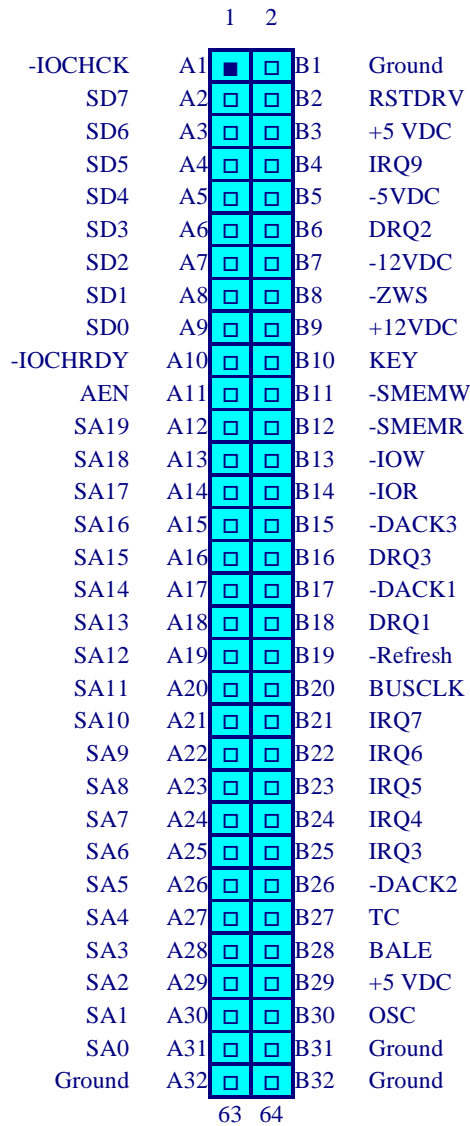 1 2
-IOCHCK A1 B1 Ground
SD7 A2 B2 RSTDRV
SD6 A3 B3 +5 VDC
SD5 A4 B4 IRQ9
SD4 A5 B5 -5VDC
SD3 A6 B6 DRQ2
SD2 A7 B7 -12VDC
SD1 A8 B8 -ZWS
SD0 A9 B9 +12VDC
-IOCHRDY A10 B10 KEY
AEN A11 B11 -SMEMW
SA19 A12 B12 -SMEMR
SA18 A13 B13 -IOW
SA17 A14 B14 -IOR
SA16 A15 B15 -DACK3
SA15 A16 B16 DRQ3
SA14 A17 B17 -DACK1
SA13 A18 B18 DRQ1
SA12 A19 B19 -Refresh
SA11 A20 B20 BUSCLK
SA10 A21 B21 IRQ7
SA9 A22 B22 IRQ6
SA8 A23 B23 IRQ5
SA7 A24 B24 IRQ4
SA6 A25 B25 IRQ3
SA5 A26 B26 -DACK2
SA4 A27 B27 TC
SA3 A28 B28 BALE
SA2 A29 B29 +5 VDC
SA1 A30 B30 OSC
SA0 A31 B31 Ground
Ground A32 B32 Ground
63 64